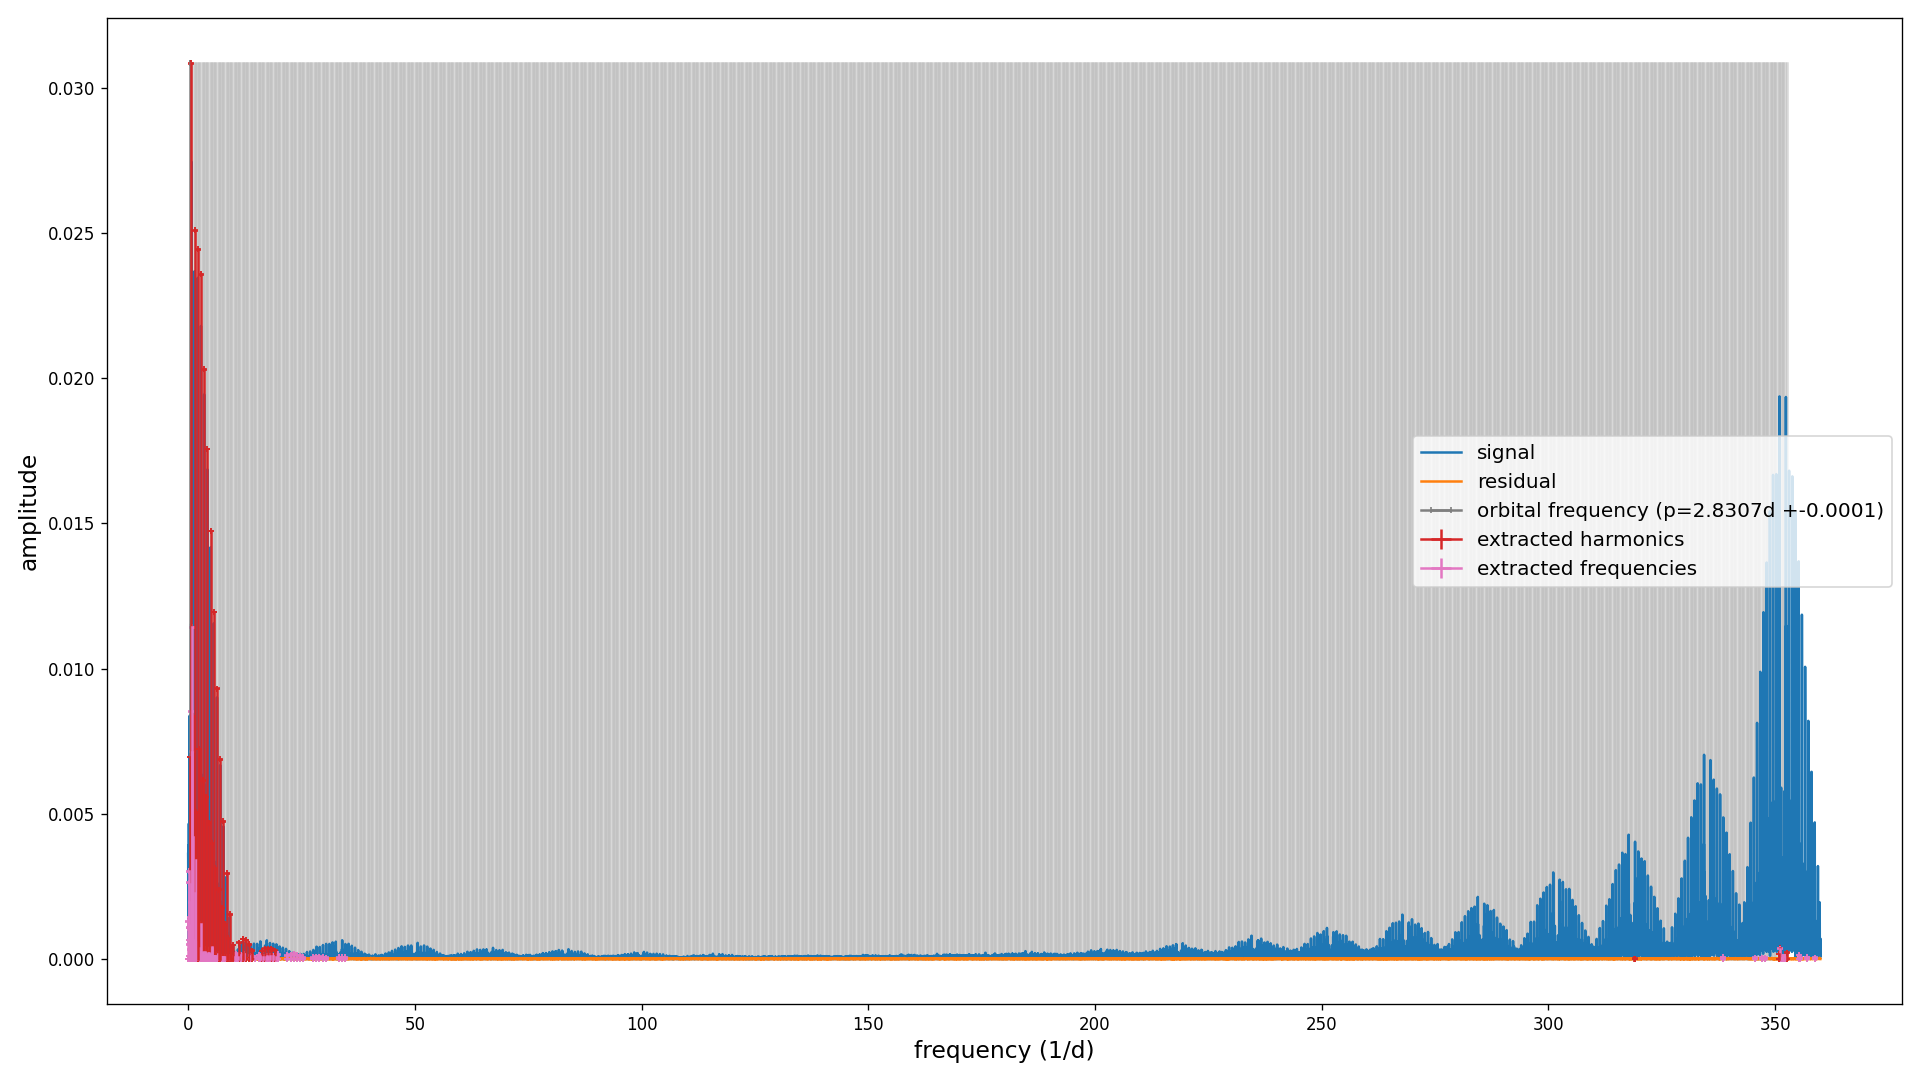 0.030
0.025
0.020
0.015
0.010
0.005
0.000
amplitude
0 50 100 150 200 250 300 350
frequency (1/d)
signal
residual
orbital frequency (p=2.8307d +-0.0001)
extracted harmonics
extracted frequencies